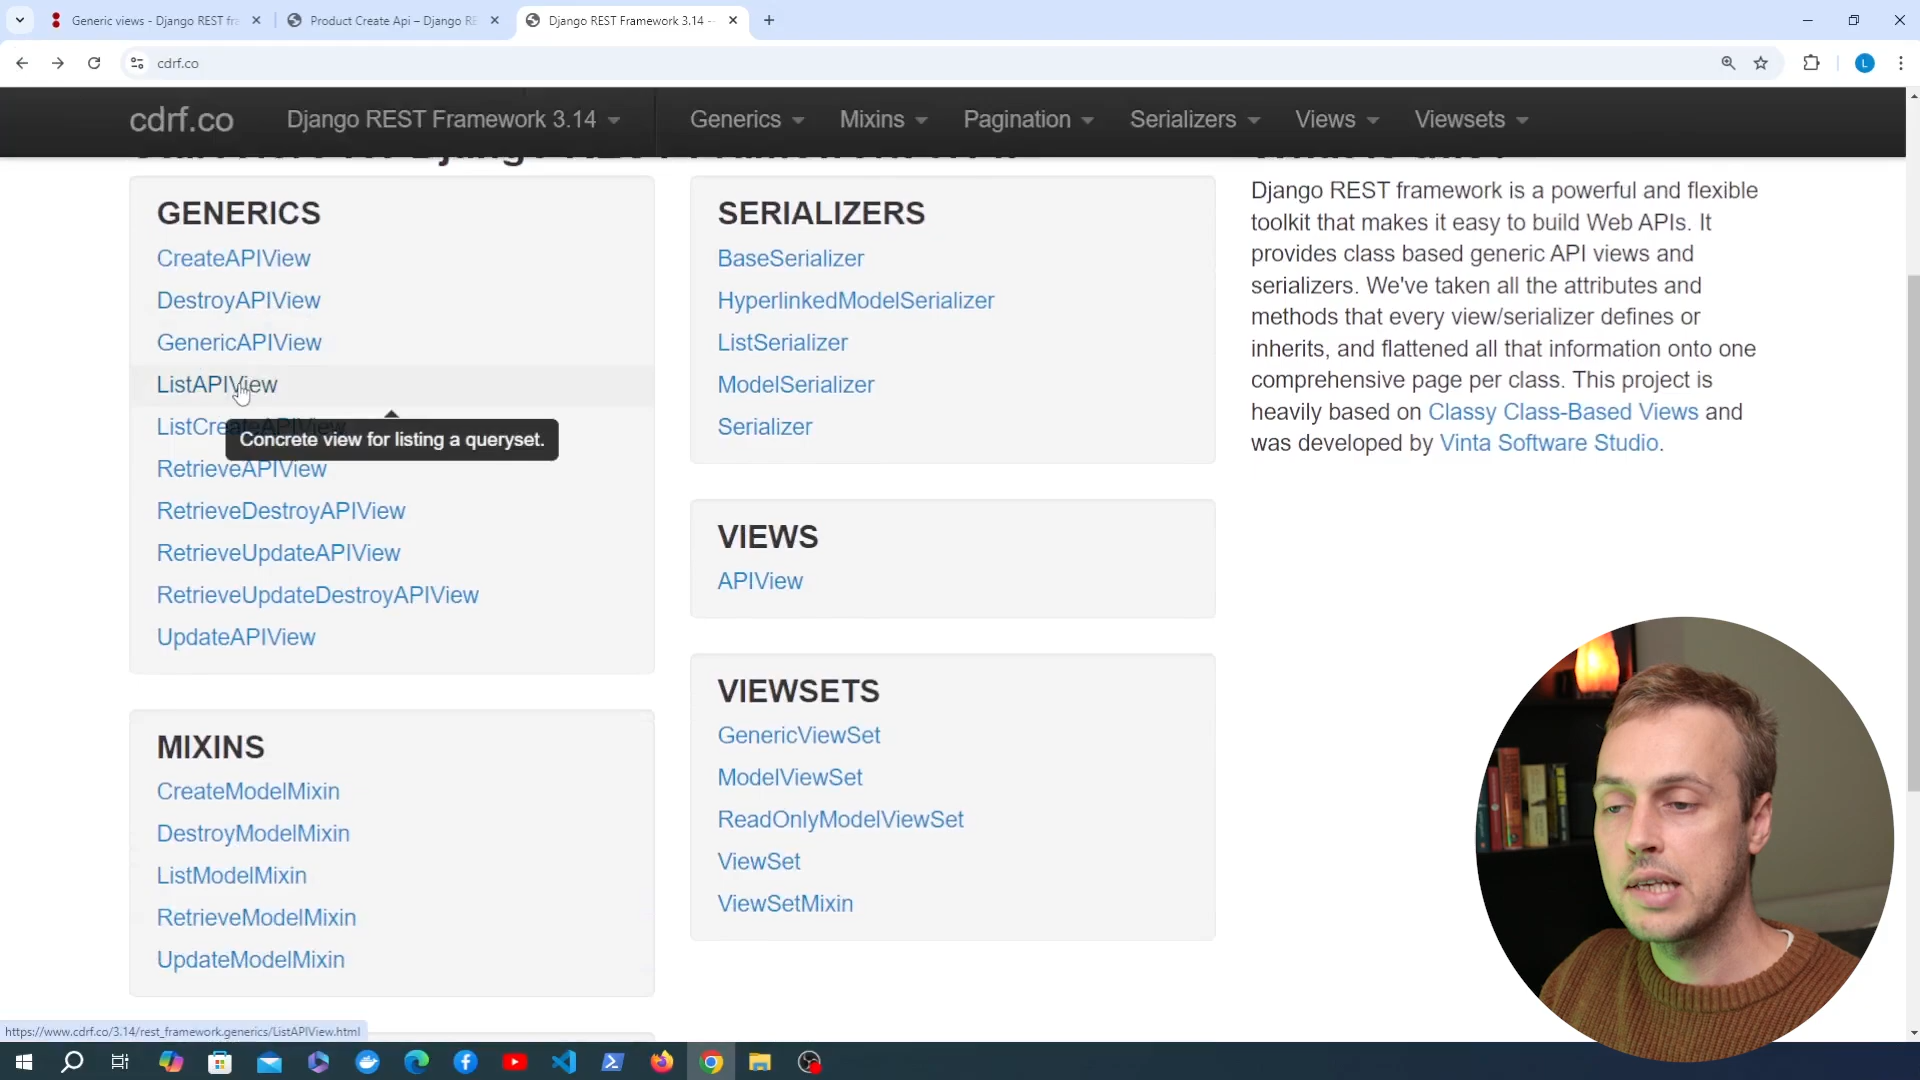 Generic views - Django REST fra
Product Create Api – Django RE
Django REST Framework 3.14 --
cdrf.co
L
cdrf.co
Django REST Framework 3.14
Generics
Mixins
Pagination
Serializers
Views
Viewsets
GENERICS
CreateAPIView
DestroyAPIView
GenericAPIView
ListAPIView
ListCreateAPIView
Concrete view for listing a queryset.
RetrieveAPIView
RetrieveDestroyAPIView
RetrieveUpdateAPIView
RetrieveUpdateDestroyAPIView
UpdateAPIView
MIXINS
CreateModelMixin
DestroyModelMixin
ListModelMixin
RetrieveModelMixin
UpdateModelMixin
SERIALIZERS
BaseSerializer
HyperlinkedModelSerializer
ListSerializer
ModelSerializer
Serializer
VIEWS
APIView
VIEWSETS
GenericViewSet
ModelViewSet
ReadOnlyModelViewSet
ViewSet
ViewSetMixin
Django REST framework is a powerful and flexible
toolkit that makes it easy to build Web APIs. It
provides class based generic API views and
serializers. We've taken all the attributes and
methods that every view/serializer defines or
inherits, and flattened all that information onto one
comprehensive page per class. This project is
heavily based on Classy Class-Based Views and
was developed by Vinta Software Studio.
https://www.cdrf.co/3.14/rest_framework.generics/ListAPIView.html